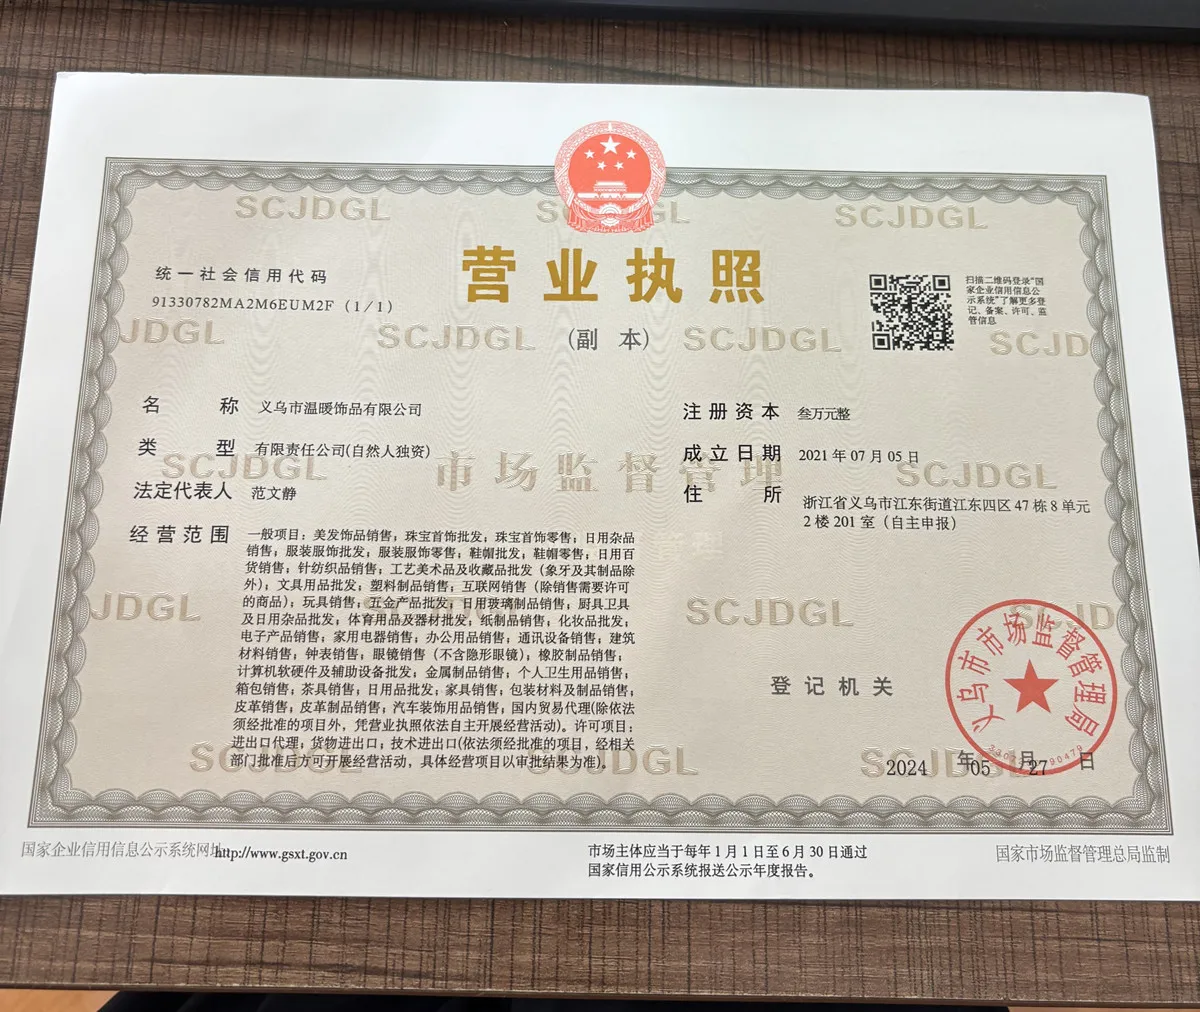 营业执照
(副 本)
统一社会信用代码
91330782MA2M6EUM2F (1/1)
扫描二维码登录“国
家企业信用信息公
示系统”了解更多登
记、备案、许可、监
管信息
名 称 义乌市温暖饰品有限公司
类 型 有限责任公司(自然人独资)
法定代表人 范文静
经营范围 一般项目：美发饰品销售；珠宝首饰批发；珠宝首饰零售；日用杂品
销售；服装服饰批发；服装服饰零售；鞋帽批发；鞋帽零售；日用百
货销售；针纺织品销售；工艺美术品及收藏品批发（象牙及其制品除
外）；文具用品批发；塑料制品销售；互联网销售（除销售需要许可
的商品）；玩具销售；五金产品批发；日用玻璃制品销售；厨具卫具
及日用杂品批发；体育用品及器材批发；纸制品销售；化妆品批发；
电子产品销售；家用电器销售；办公用品销售；通讯设备销售；建筑
材料销售；钟表销售；眼镜销售（不含隐形眼镜）；橡胶制品销售；
计算机软硬件及辅助设备批发；金属制品销售；个人卫生用品销售；
箱包销售；茶具销售；日用品批发；家具销售；包装材料及制品销售；
皮革销售；皮革制品销售；汽车装饰用品销售；国内贸易代理(除依法
须经批准的项目外，凭营业执照依法自主开展经营活动)。许可项目：
进出口代理；货物进出口；技术进出口(依法须经批准的项目，经相关
部门批准后方可开展经营活动，具体经营项目以审批结果为准)。
注册资本 叁万元整
成立日期 2021 年 07 月 05 日
住 所 浙江省义乌市江东街道江东四区 47 栋 8 单元
2 楼 201 室（自主申报）
登记机关
义乌市市场监督管理局
2024 年 05 月 27 日
SCJDGL
市场监督管理
国家企业信用信息公示系统网址:http://www.gsxt.gov.cn
市场主体应当于每年 1 月 1 日至 6 月 30 日通过
国家信用公示系统报送公示年度报告。
国家市场监督管理总局监制